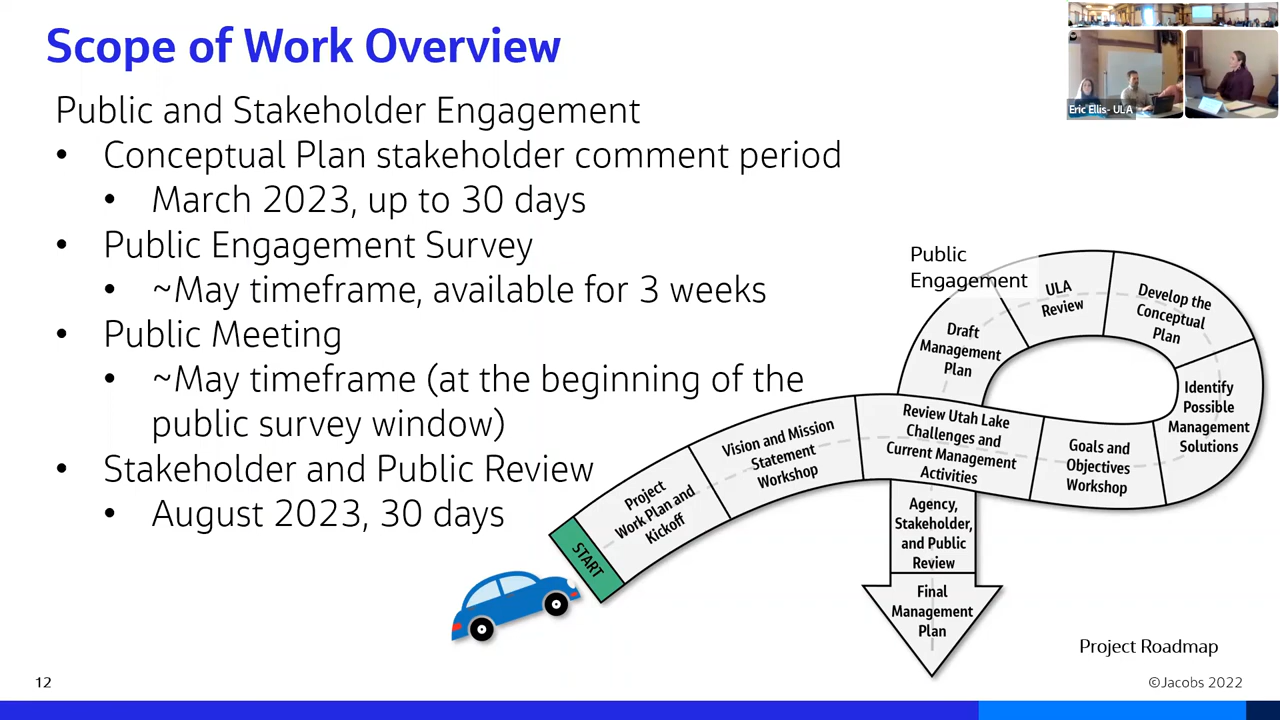 Scope of Work Overview
Public and Stakeholder Engagement
• Conceptual Plan stakeholder comment period
• March 2023, up to 30 days
• Public Engagement Survey
• ~May timeframe, available for 3 weeks
• Public Meeting
• ~May timeframe (at the beginning of the
public survey window)
• Stakeholder and Public Review
• August 2023, 30 days
Eric Ellis- ULA
START
Project
Work Plan and
Kickoff
Vision and Mission
Statement
Workshop
Review Utah Lake
Challenges and
Current Management
Activities
Goals and
Objectives
Workshop
Identify
Possible
Management
Solutions
Develop the
Conceptual
Plan
ULA
Review
Public
Engagement
Draft
Management
Plan
Agency,
Stakeholder,
and Public
Review
Final
Management
Plan
Project Roadmap
12
©Jacobs 2022